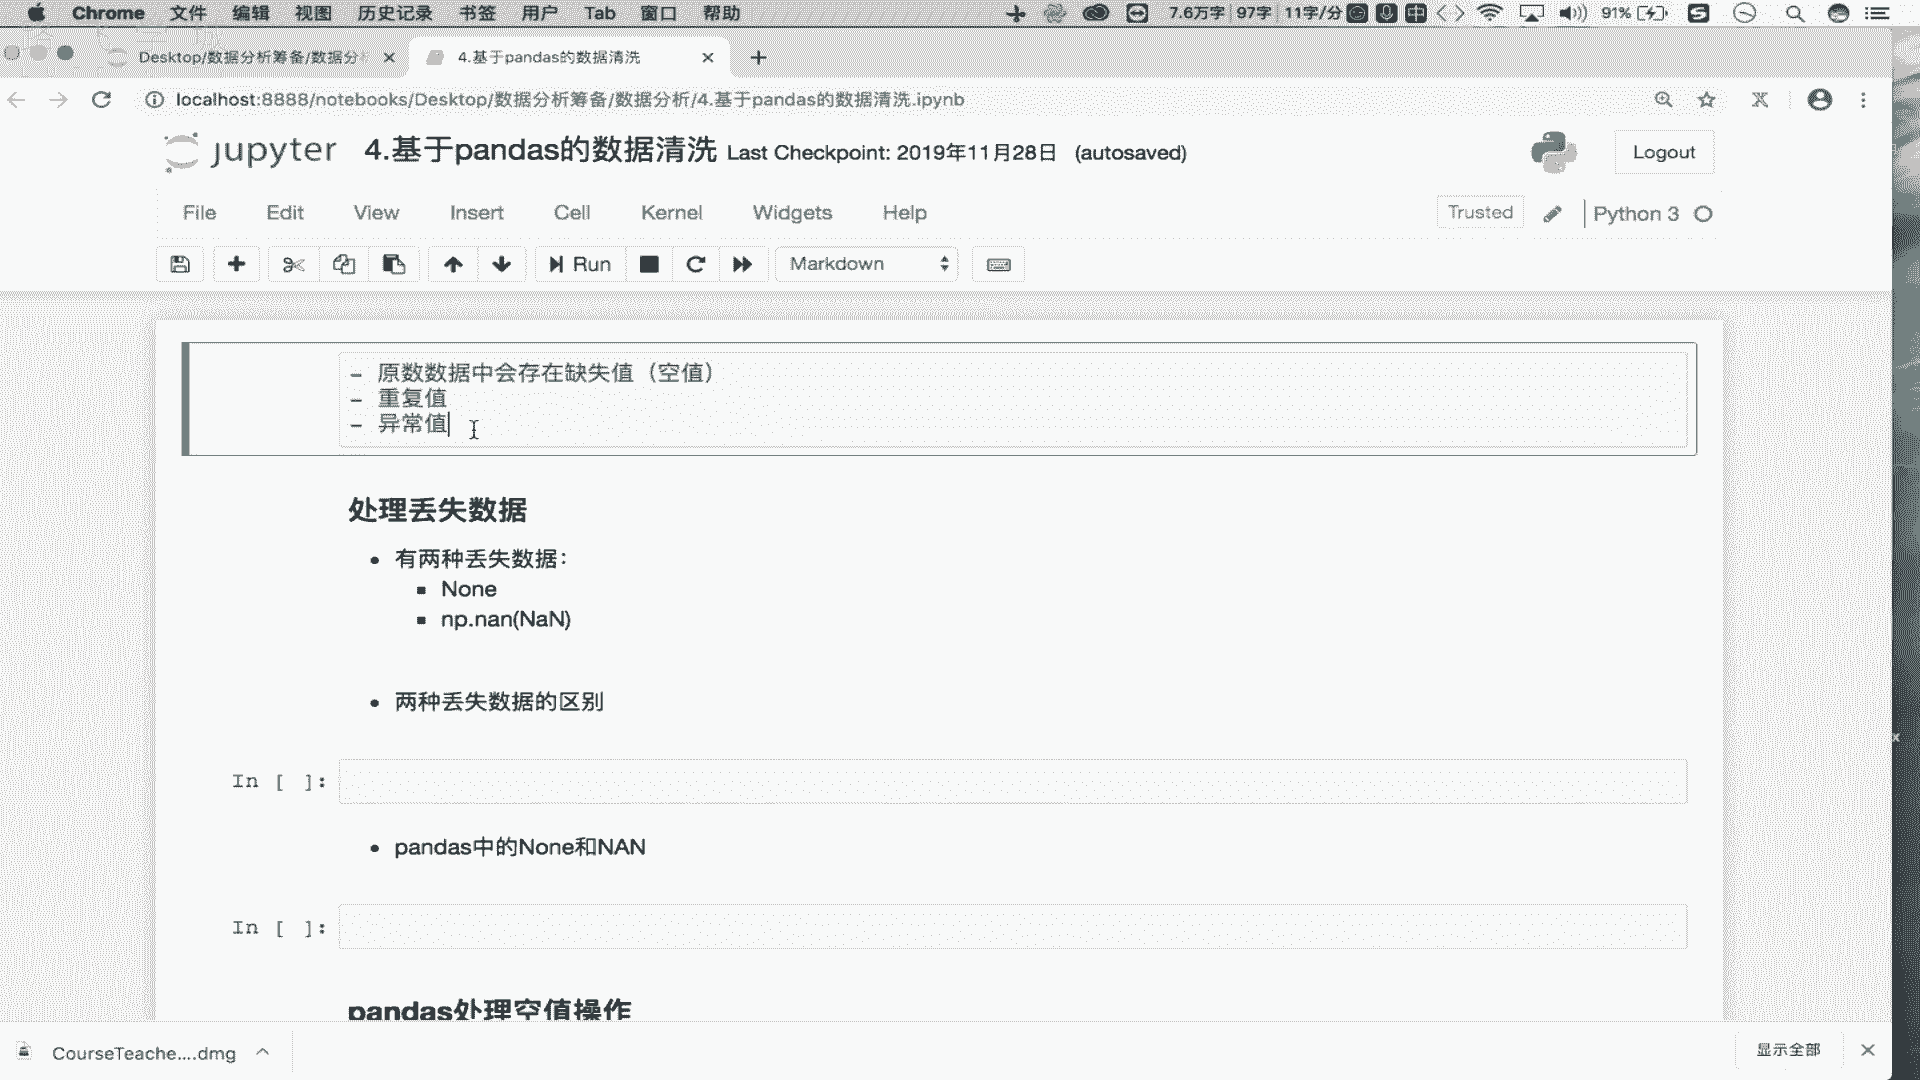 Chrome 文件 编辑 视图 历史记录 书签 用户 Tab 窗口 帮助 7.6万字 97字 11字/分 中 91%
Desktop/数据分析筹备/数据分 4.基于pandas的数据清洗
localhost:8888/notebooks/Desktop/数据分析筹备/数据分析/4.基于pandas的数据清洗.ipynb
jupyter 4.基于pandas的数据清洗 Last Checkpoint: 2019年11月28日 (autosaved) Logout
File Edit View Insert Cell Kernel Widgets Help Trusted Python 3
Run Markdown
- 原数数据中会存在缺失值（空值）
- 重复值
- 异常值
处理丢失数据
• 有两种丢失数据：
▪ None
▪ np.nan(NaN)
• 两种丢失数据的区别
In [ ]:
• pandas中的None和NAN
In [ ]:
pandas处理空值操作
CourseTeache....dmg 显示全部